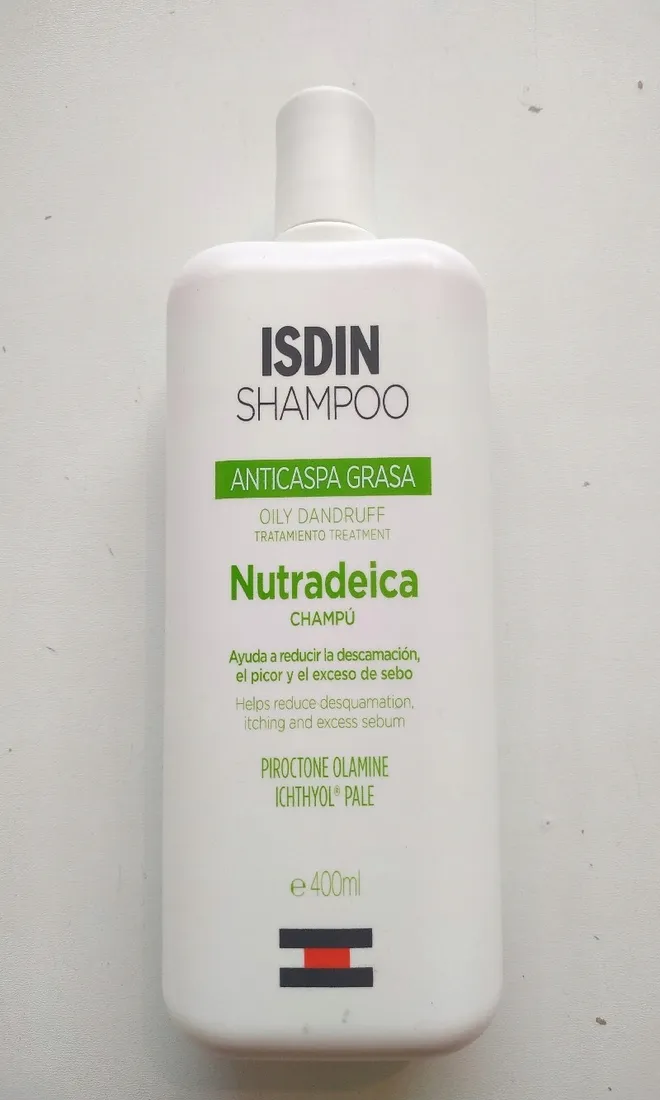 ISDIN
SHAMPOO
ANTICASPA GRASA
OILY DANDRUFF
TRATAMIENTO TREATMENT
Nutradeica
CHAMPÚ
Ayuda a reducir la descamación,
el picor y el exceso de sebo
Helps reduce desquamation,
itching and excess sebum
PIROCTONE OLAMINE
ICHTHYOL® PALE
℮ 400ml